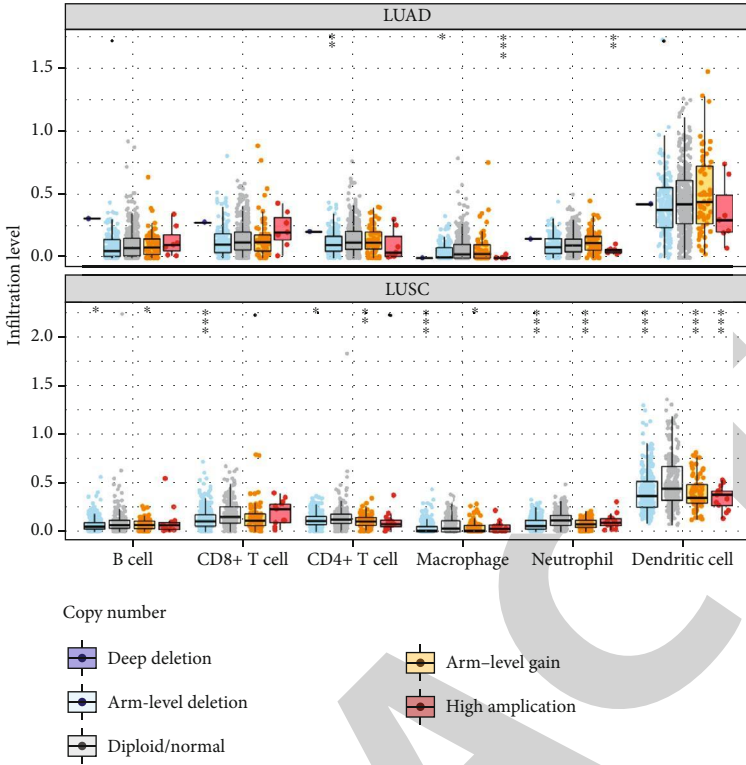 LUAD
* * * * * * * *
1.5
1.0
0.5
0.0
Infiltration level
LUSC
* * * * * * * * * * * * * * * * * * * * * * * * *
2.0
1.5
1.0
0.5
0.0
B cell CD8+ T cell CD4+ T cell Macrophage Neutrophil Dendritic cell
Copy number
Deep deletion
Arm-level deletion
Diploid/normal
Arm–level gain
High amplication